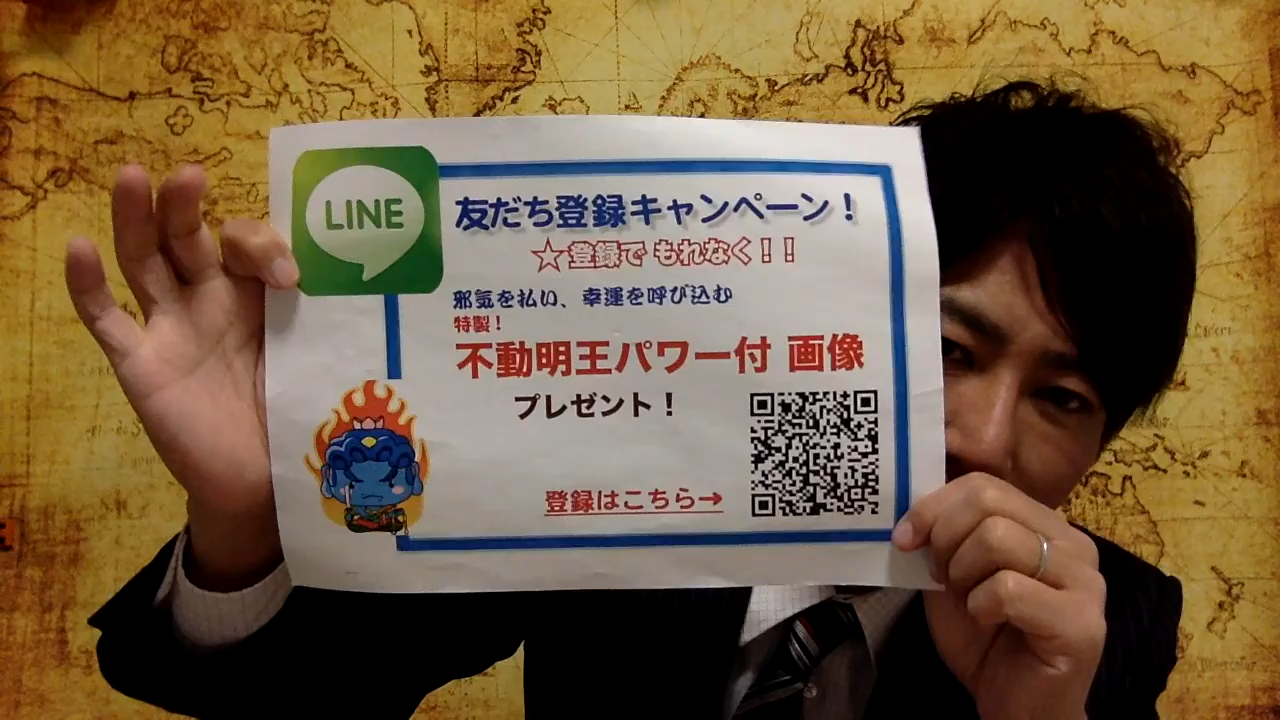 LINE
友だち登録キャンペーン！
☆登録で もれなく！！
邪気を払い、幸運を呼び込む
特製！
不動明王パワー付 画像
プレゼント！
登録はこちら→